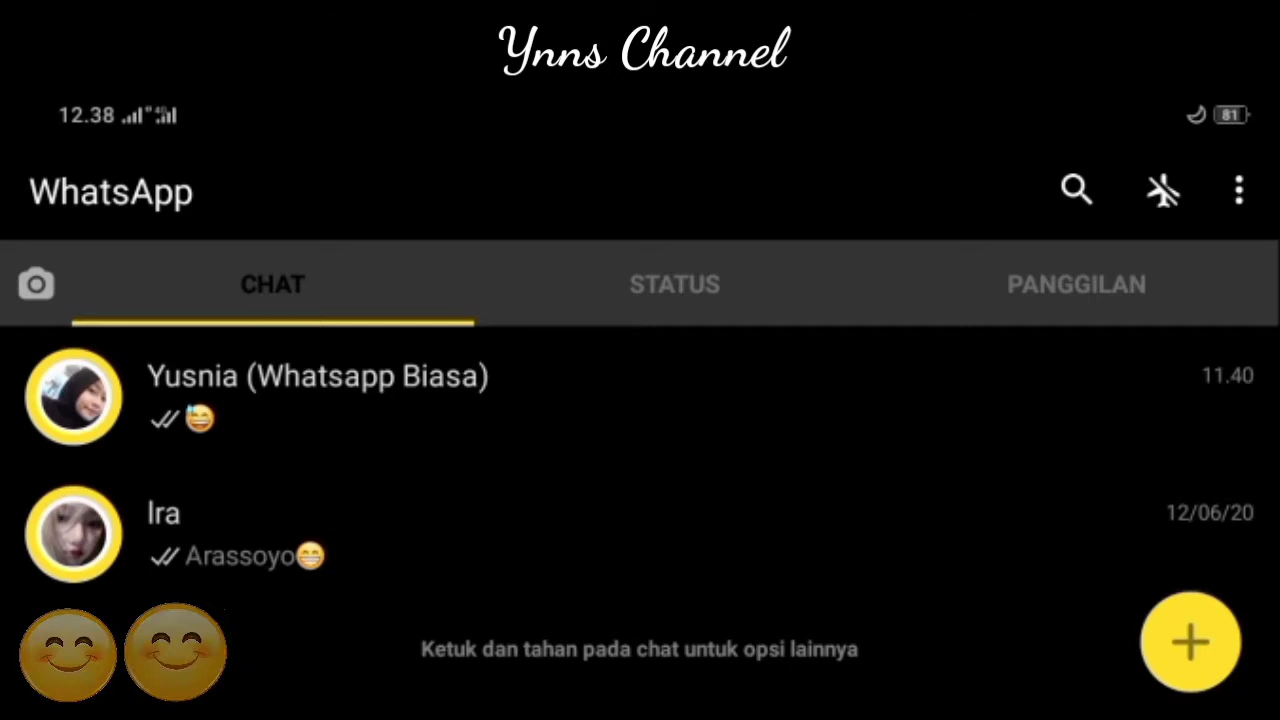 Ynns Channel
12.38
81
WhatsApp
CHAT STATUS PANGGILAN
Yusnia (Whatsapp Biasa) 11.40
Ira 12/06/20
Arassoyo
Ketuk dan tahan pada chat untuk opsi lainnya